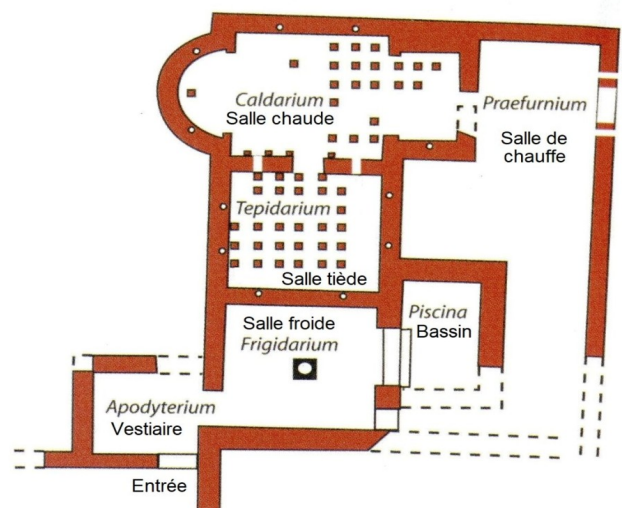 Caldarium
Salle chaude
Praefurnium
Salle de
chauffe
Tepidarium
Salle tiède
Salle froide
Frigidarium
Piscina
Bassin
Apodyterium
Vestiaire
Entrée